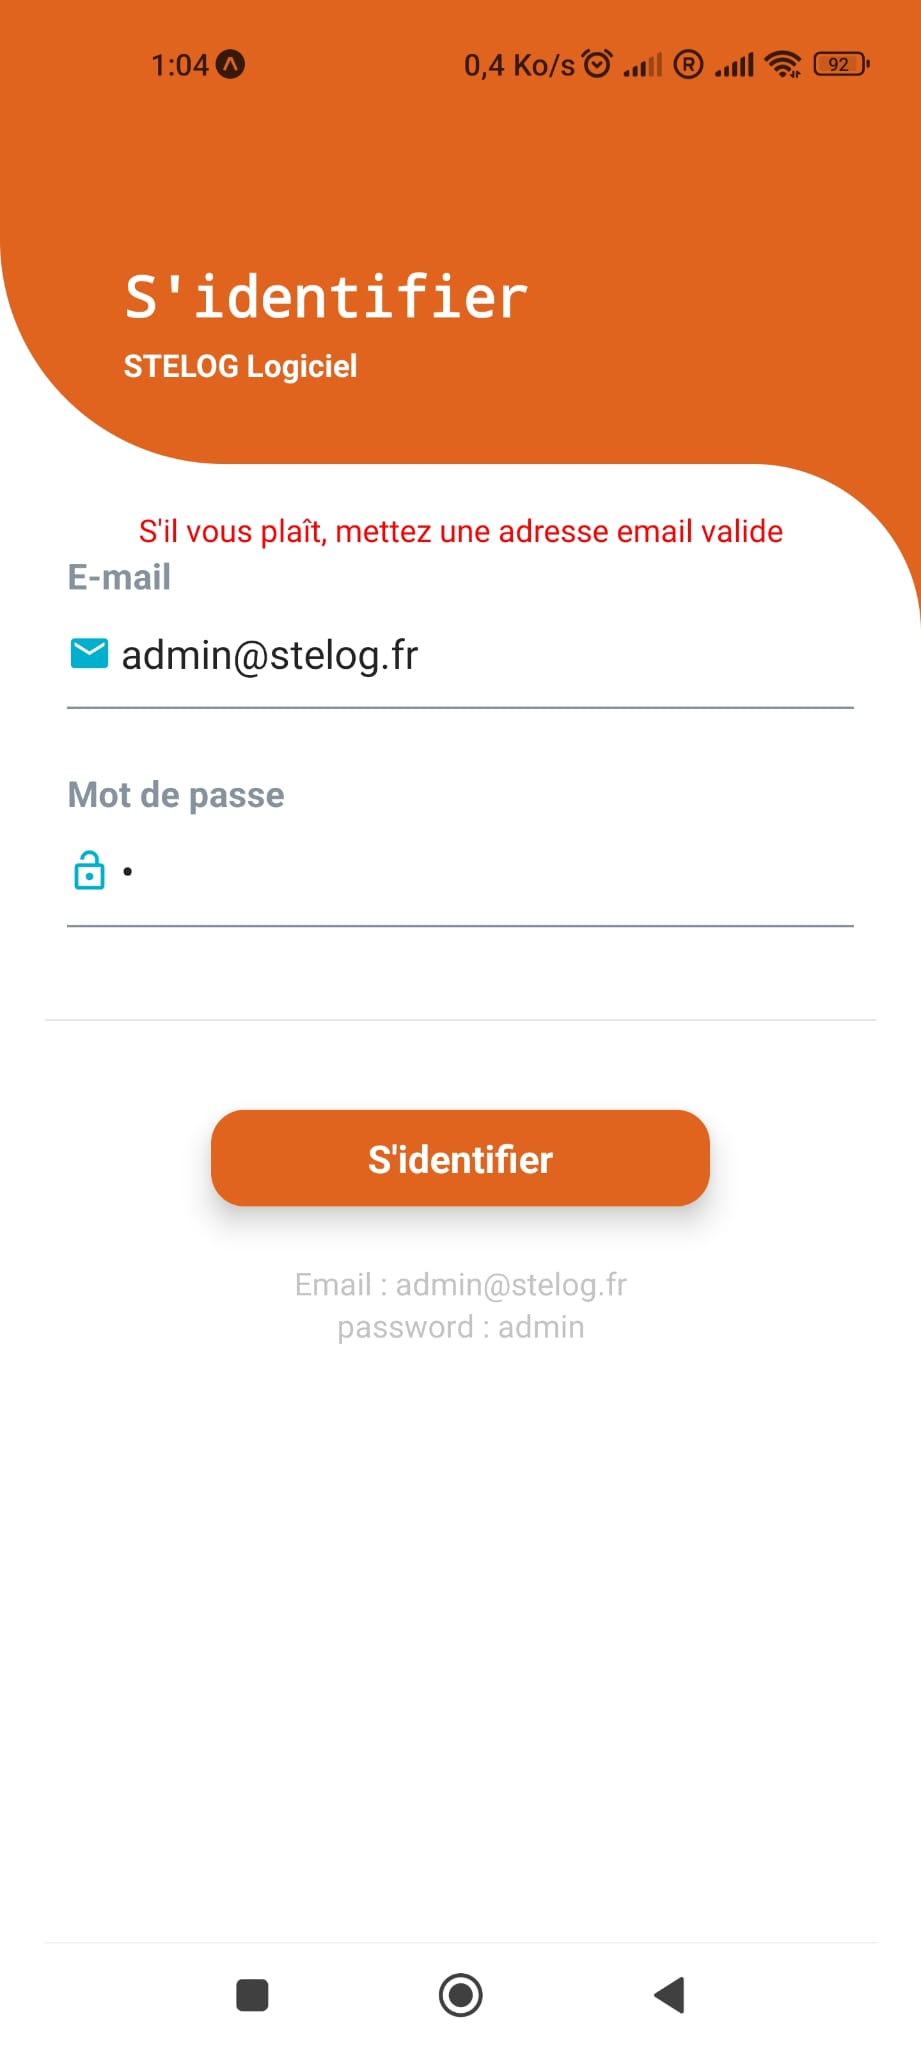 1:04 0,4 Ko/s R 92
S'identifier
STELOG Logiciel
S'il vous plaît, mettez une adresse email valide
E-mail
admin@stelog.fr
Mot de passe
•
S'identifier
Email : admin@stelog.fr
password : admin